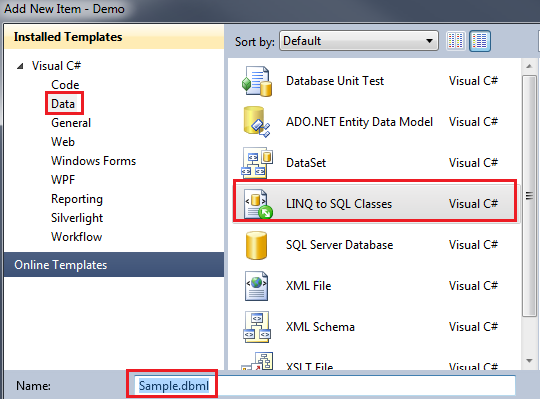 Add New Item - Demo
Installed Templates
Visual C#
Code
Data
General
Web
Windows Forms
WPF
Reporting
Silverlight
Workflow
Online Templates
Sort by: Default
Database Unit Test Visual C#
ADO.NET Entity Data Model Visual C#
DataSet Visual C#
LINQ to SQL Classes Visual C#
SQL Server Database Visual C#
XML File Visual C#
XML Schema Visual C#
XSLT File Visual C#
Name: Sample.dbml